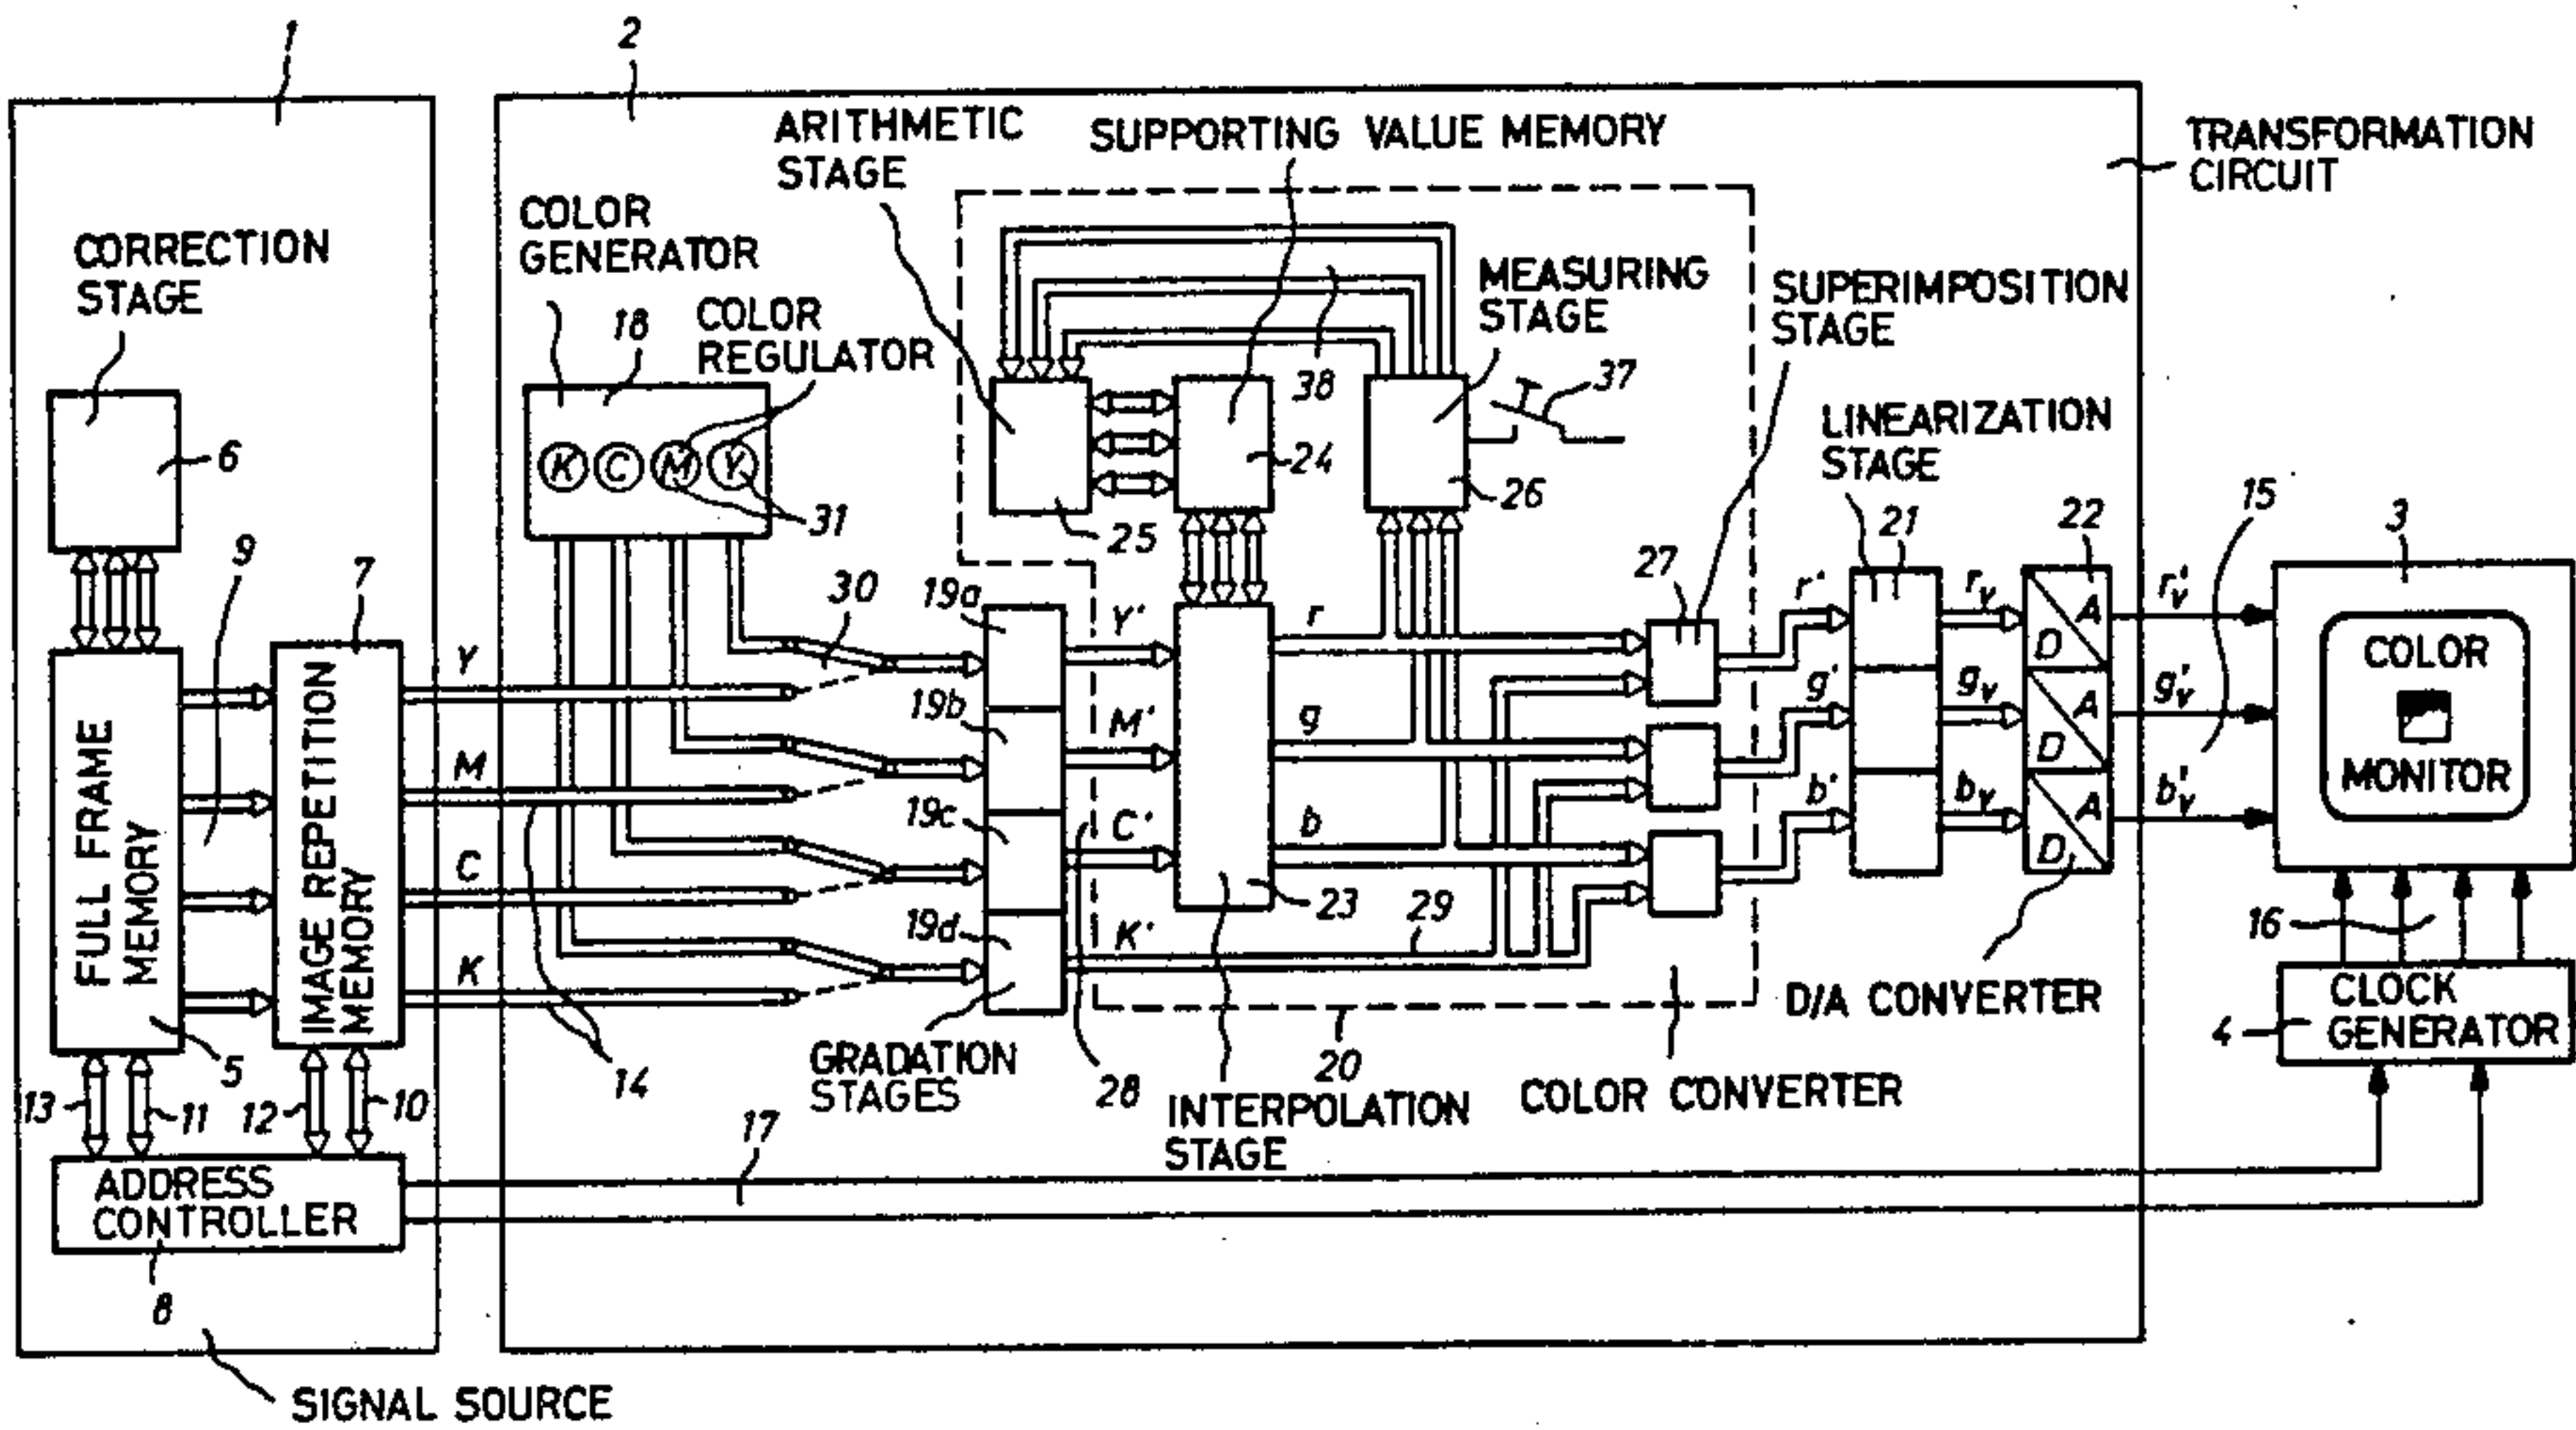 1
2
ARITHMETIC
STAGE
SUPPORTING VALUE MEMORY
TRANSFORMATION
CIRCUIT
COLOR
GENERATOR
CORRECTION
STAGE
MEASURING
STAGE
SUPERIMPOSITION
STAGE
18
COLOR
REGULATOR
38
37
LINEARIZATION
STAGE
K C M Y
6
24
26
31
25
15
21
22
3
9
7
30
19a
27
Y
Y'
r
r'
rv
D A
r'v
COLOR
MONITOR
19b
M
M'
g
g'
gv
D A
g'v
19c
C
C'
b
b'
bv
D A
b'v
FULL FRAME
MEMORY
IMAGE REPETITION
MEMORY
19d
K
K'
23
29
16
5
14
GRADATION
STAGES
28
20
INTERPOLATION
STAGE
COLOR CONVERTER
D/A CONVERTER
4
CLOCK
GENERATOR
13
11
12
10
17
ADDRESS
CONTROLLER
8
SIGNAL SOURCE